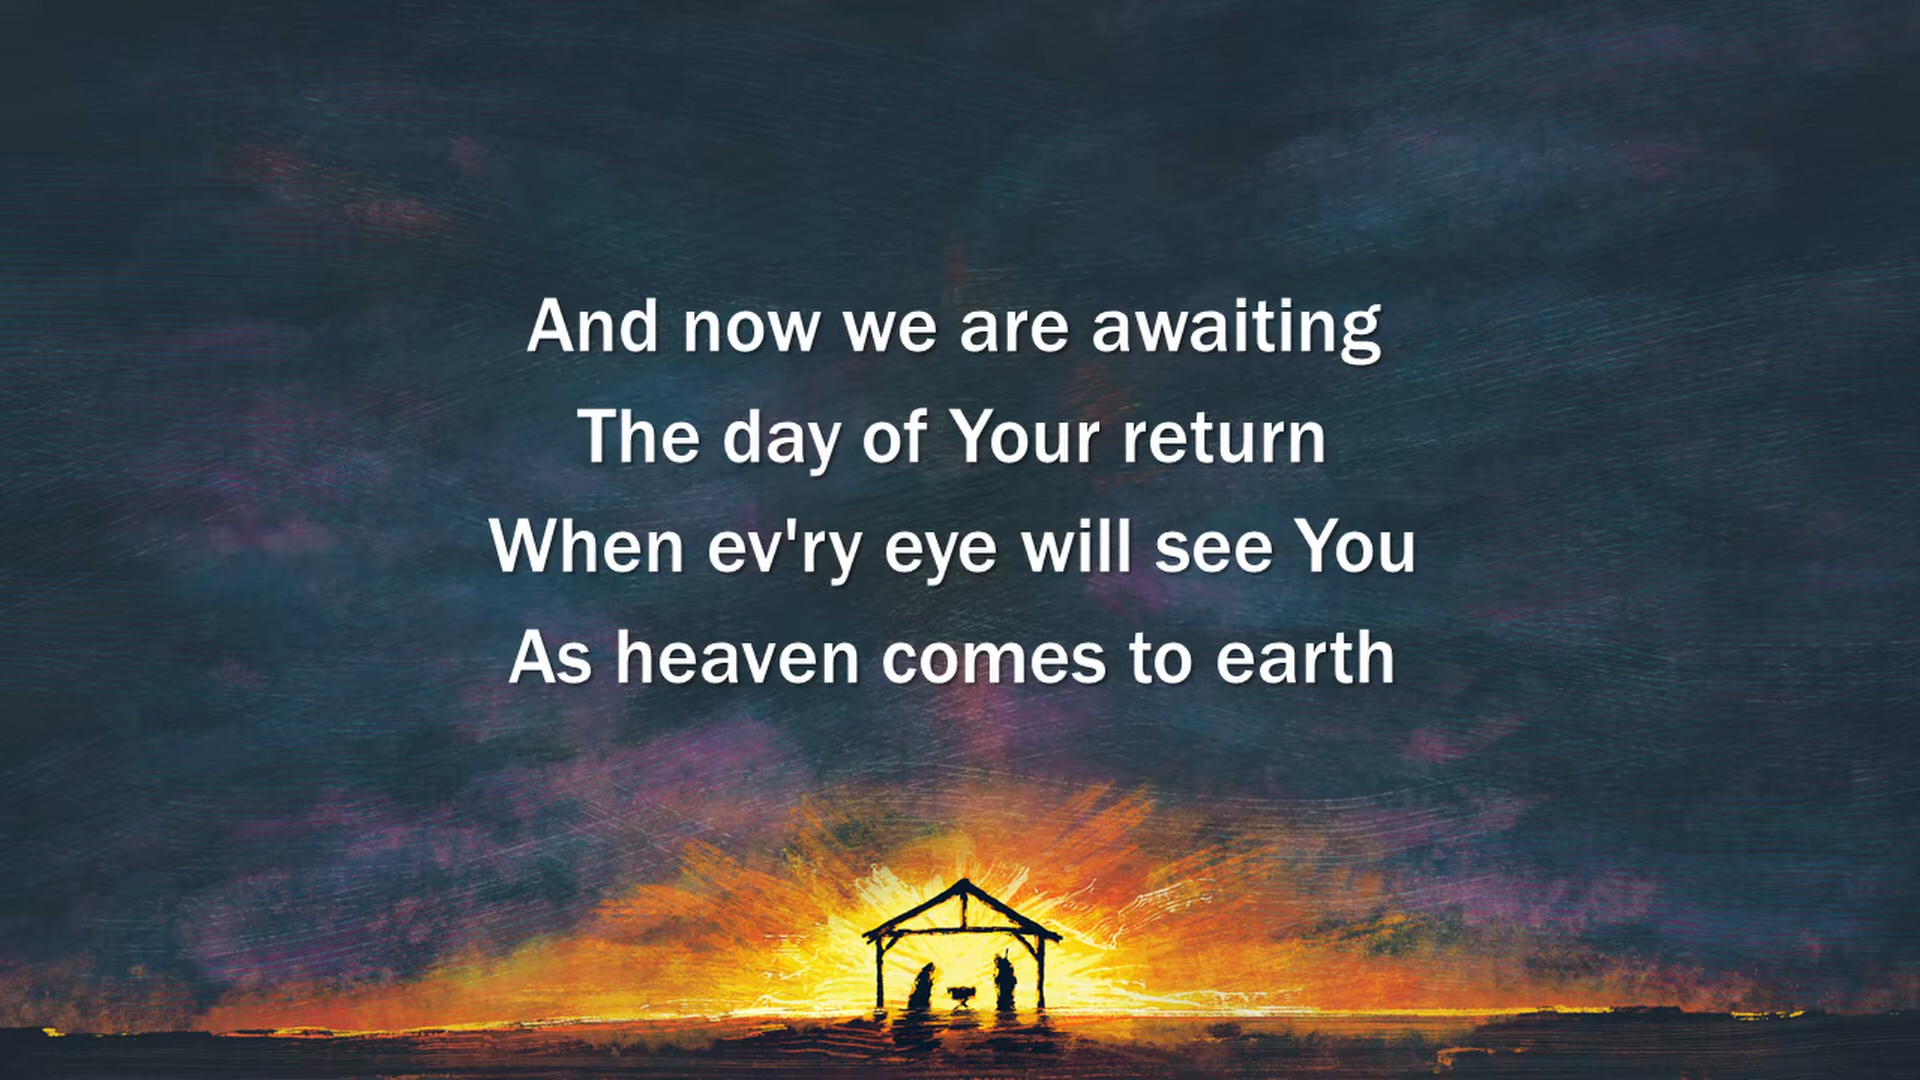 And now we are awaiting
The day of Your return
When ev'ry eye will see You
As heaven comes to earth